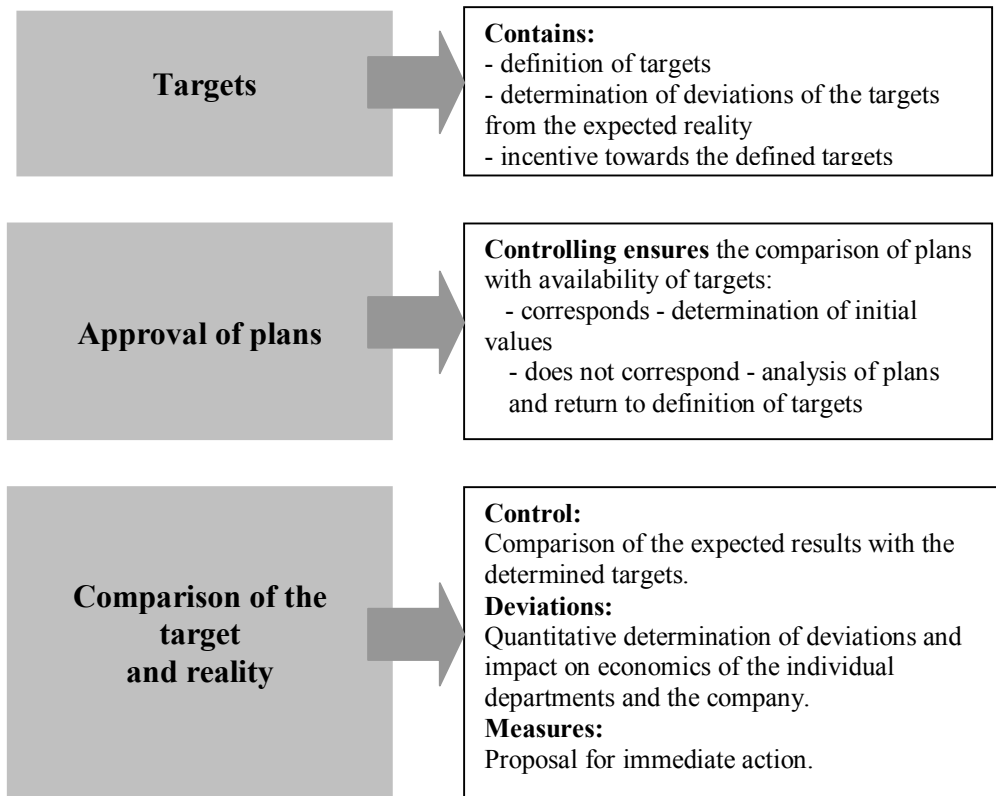 Targets
Contains:
- definition of targets
- determination of deviations of the targets
from the expected reality
- incentive towards the defined targets
Approval of plans
Controlling ensures the comparison of plans
with availability of targets:
- corresponds - determination of initial
values
- does not correspond - analysis of plans
and return to definition of targets
Comparison of the
target
and reality
Control:
Comparison of the expected results with the
determined targets.
Deviations:
Quantitative determination of deviations and
impact on economics of the individual
departments and the company.
Measures:
Proposal for immediate action.